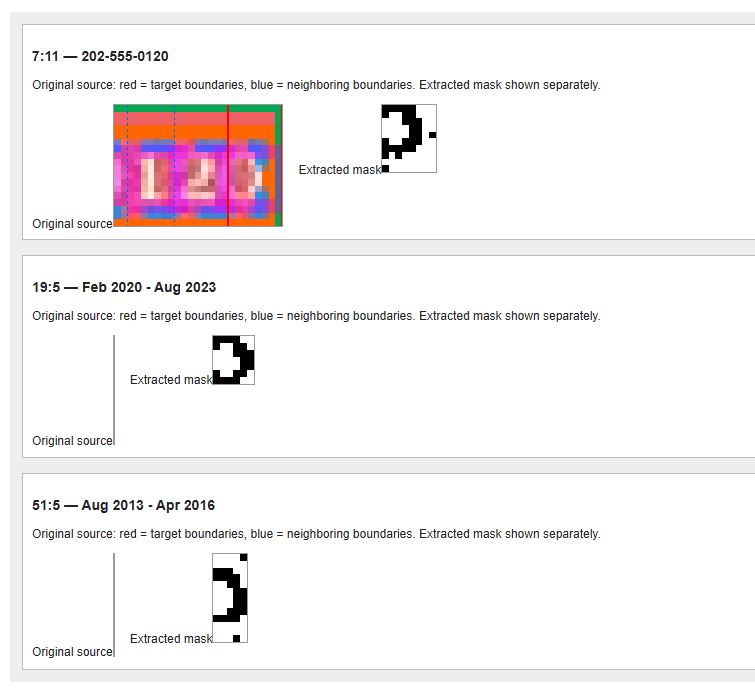 7:11 — 202-555-0120
Original source: red = target boundaries, blue = neighboring boundaries. Extracted mask shown separately.
Original source
Extracted mask
19:5 — Feb 2020 - Aug 2023
Original source: red = target boundaries, blue = neighboring boundaries. Extracted mask shown separately.
Original source
Extracted mask
51:5 — Aug 2013 - Apr 2016
Original source: red = target boundaries, blue = neighboring boundaries. Extracted mask shown separately.
Original source
Extracted mask